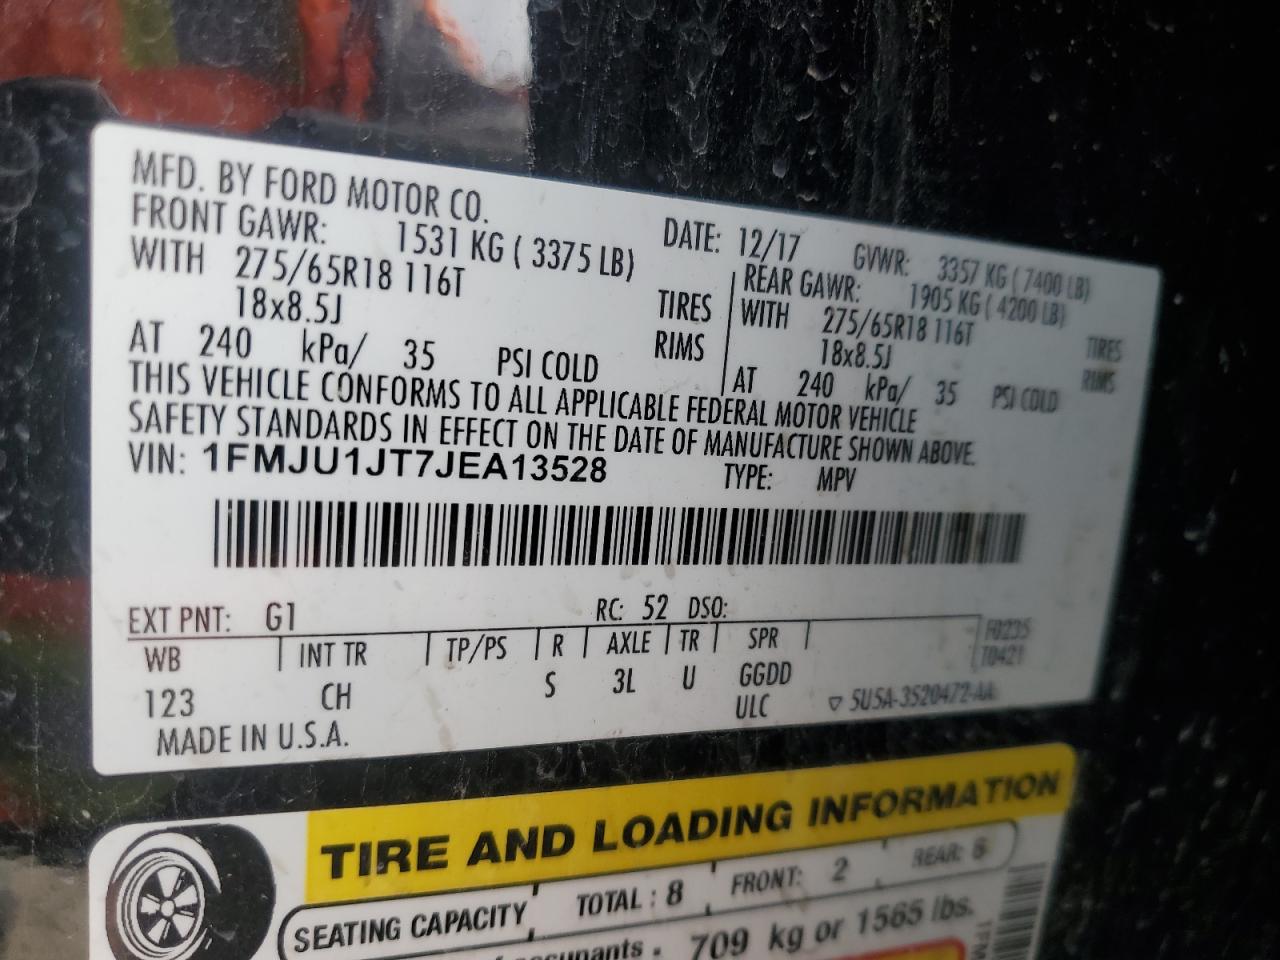 MFD. BY FORD MOTOR CO.
DATE: 12/17 GVWR: 3357 KG ( 7400 LB)
FRONT GAWR: 1531 KG ( 3375 LB)
WITH 275/65R18 116T TIRES
18x8.5J RIMS
AT 240 kPa/ 35 PSI COLD
REAR GAWR: 1905 KG ( 4200 LB)
WITH 275/65R18 116T TIRES
18x8.5J RIMS
AT 240 kPa/ 35 PSI COLD
THIS VEHICLE CONFORMS TO ALL APPLICABLE FEDERAL MOTOR VEHICLE
SAFETY STANDARDS IN EFFECT ON THE DATE OF MANUFACTURE SHOWN ABOVE.
VIN: 1FMJU1JT7JEA13528 TYPE: MPV
EXT PNT: G1 RC: 52 DSO:
WB INT TR TP/PS R AXLE TR SPR
123 CH S 3L U GGDD
ULC
F0235
T0421
▽ 5U5A-3520472-AA
MADE IN U.S.A.
TIRE AND LOADING INFORMATION
SEATING CAPACITY TOTAL : 8 FRONT: 2 REAR: 6
709 kg or 1565 lbs.